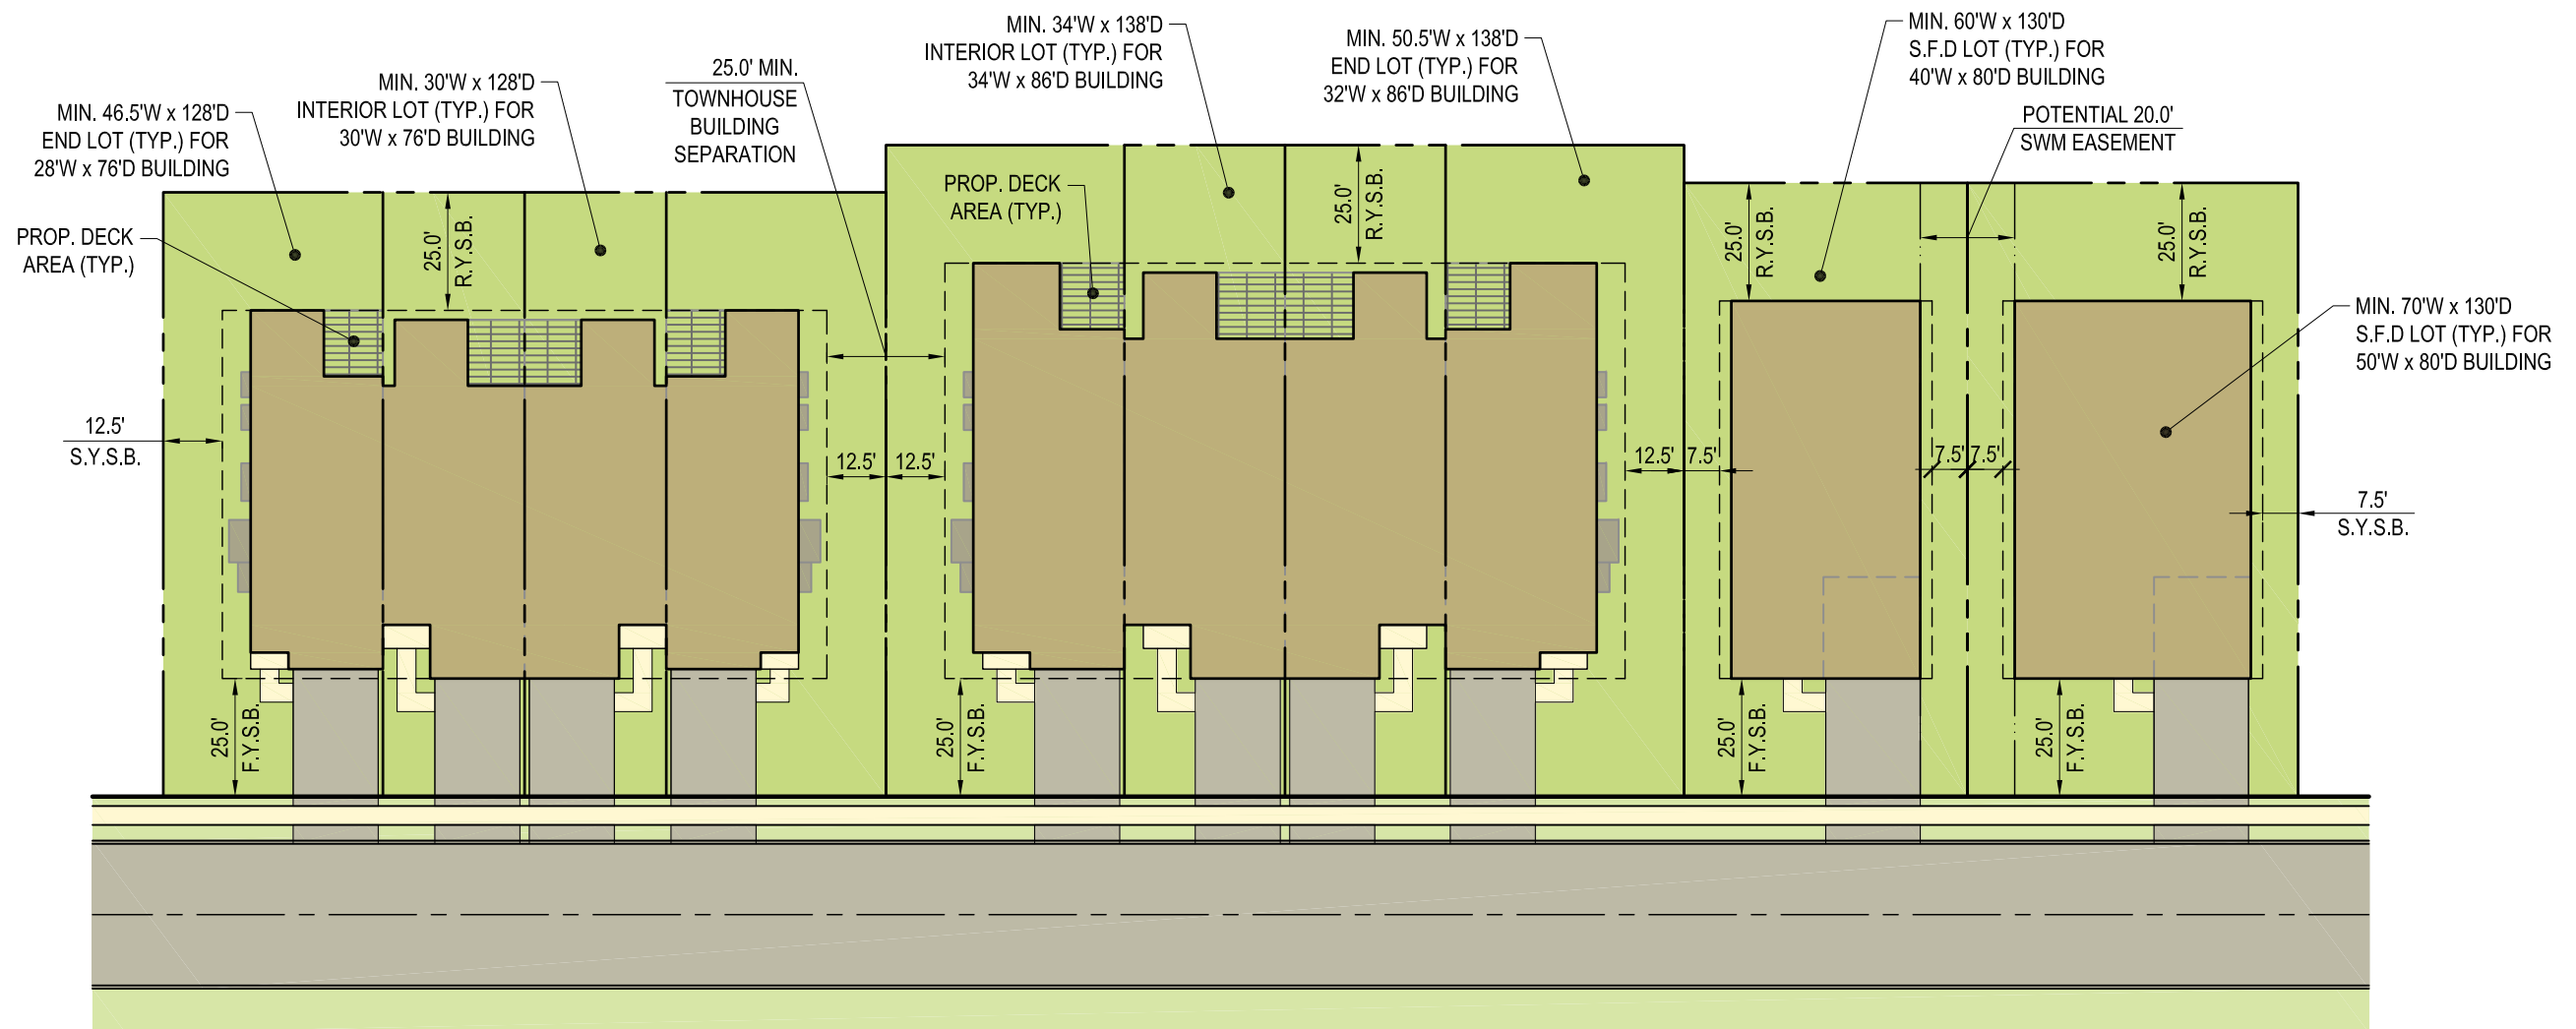 MIN. 46.5'W x 128'D
END LOT (TYP.) FOR
28'W x 76'D BUILDING
MIN. 30'W x 128'D
INTERIOR LOT (TYP.) FOR
30'W x 76'D BUILDING
25.0' MIN.
TOWNHOUSE
BUILDING
SEPARATION
MIN. 34'W x 138'D
INTERIOR LOT (TYP.) FOR
34'W x 86'D BUILDING
MIN. 50.5'W x 138'D
END LOT (TYP.) FOR
32'W x 86'D BUILDING
MIN. 60'W x 130'D
S.F.D LOT (TYP.) FOR
40'W x 80'D BUILDING
POTENTIAL 20.0'
SWM EASEMENT
PROP. DECK
AREA (TYP.)
25.0'
R.Y.S.B.
PROP. DECK
AREA (TYP.)
25.0'
R.Y.S.B.
25.0'
R.Y.S.B.
25.0'
R.Y.S.B.
MIN. 70'W x 130'D
S.F.D LOT (TYP.) FOR
50'W x 80'D BUILDING
12.5'
S.Y.S.B.
12.5'
12.5'
12.5'
7.5'
7.5'
7.5'
7.5'
S.Y.S.B.
25.0'
F.Y.S.B.
25.0'
F.Y.S.B.
25.0'
F.Y.S.B.
25.0'
F.Y.S.B.